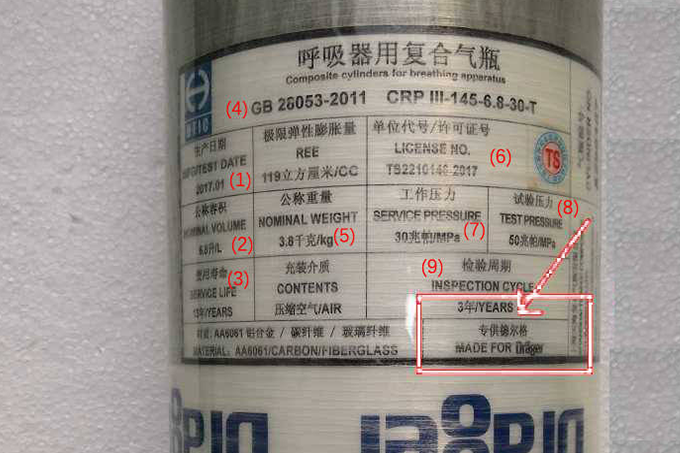 呼吸器用复合气瓶
Composite cylinders for breathing apparatus
(4) GB 28053-2011 CRP III-145-6.8-30-T
生产日期
MFG/TEST DATE
2017.01 (1)
极限弹性膨胀量
REE
119立方厘米/CC
单位代号/许可证号
LICENSE NO. (6)
TS2210146-2017
TS
公称容积
NOMINAL VOLUME
6.8升/L (2)
公称重量
NOMINAL WEIGHT
3.8千克/kg (5)
工作压力
SERVICE PRESSURE
30兆帕/MPa (7)
试验压力 (8)
TEST PRESSURE
50兆帕/MPa
使用寿命
(3)
SERVICE LIFE
15年/YEARS
充装介质
CONTENTS
压缩空气/AIR
(9) 检验周期
INSPECTION CYCLE
3年/YEARS
材质: AA6061 铝合金 / 碳纤维 / 玻璃纤维
MATERIAL: AA6061/CARBON/FIBERGLASS
专供德尔格
MADE FOR Dräger